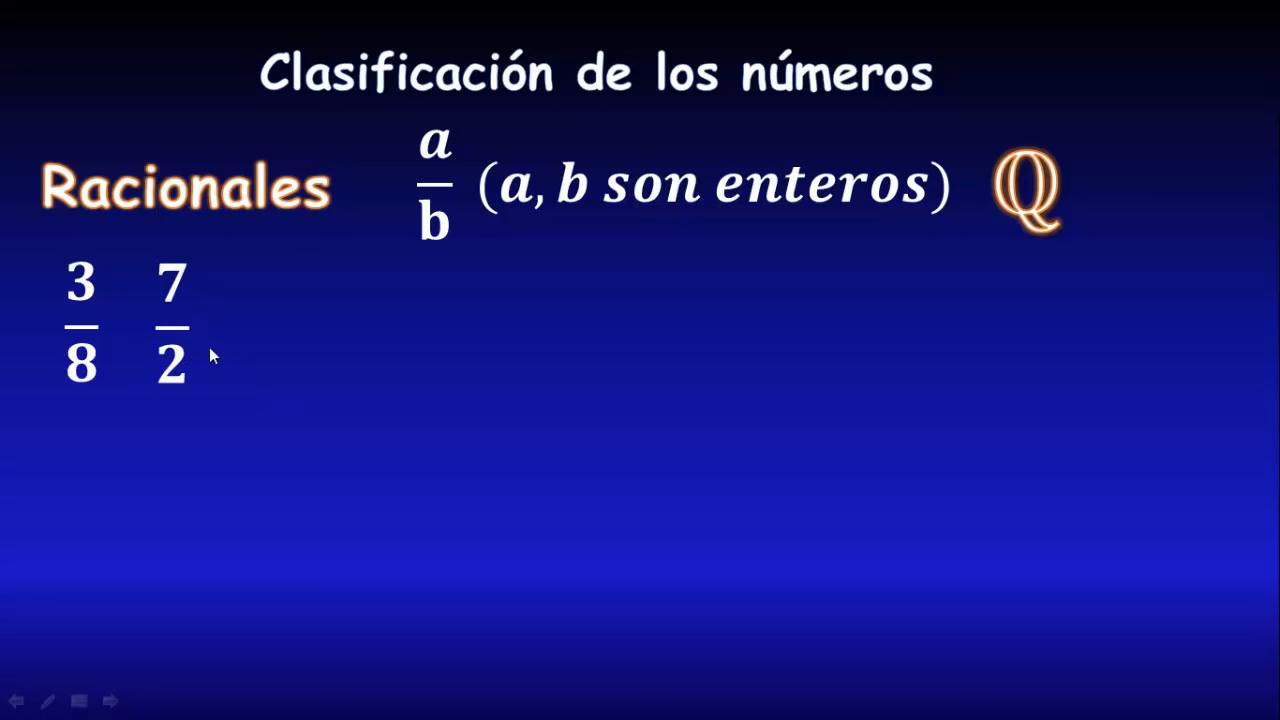 Clasificación de los números
Racionales a/b (a, b son enteros) ℚ
3/8 7/2